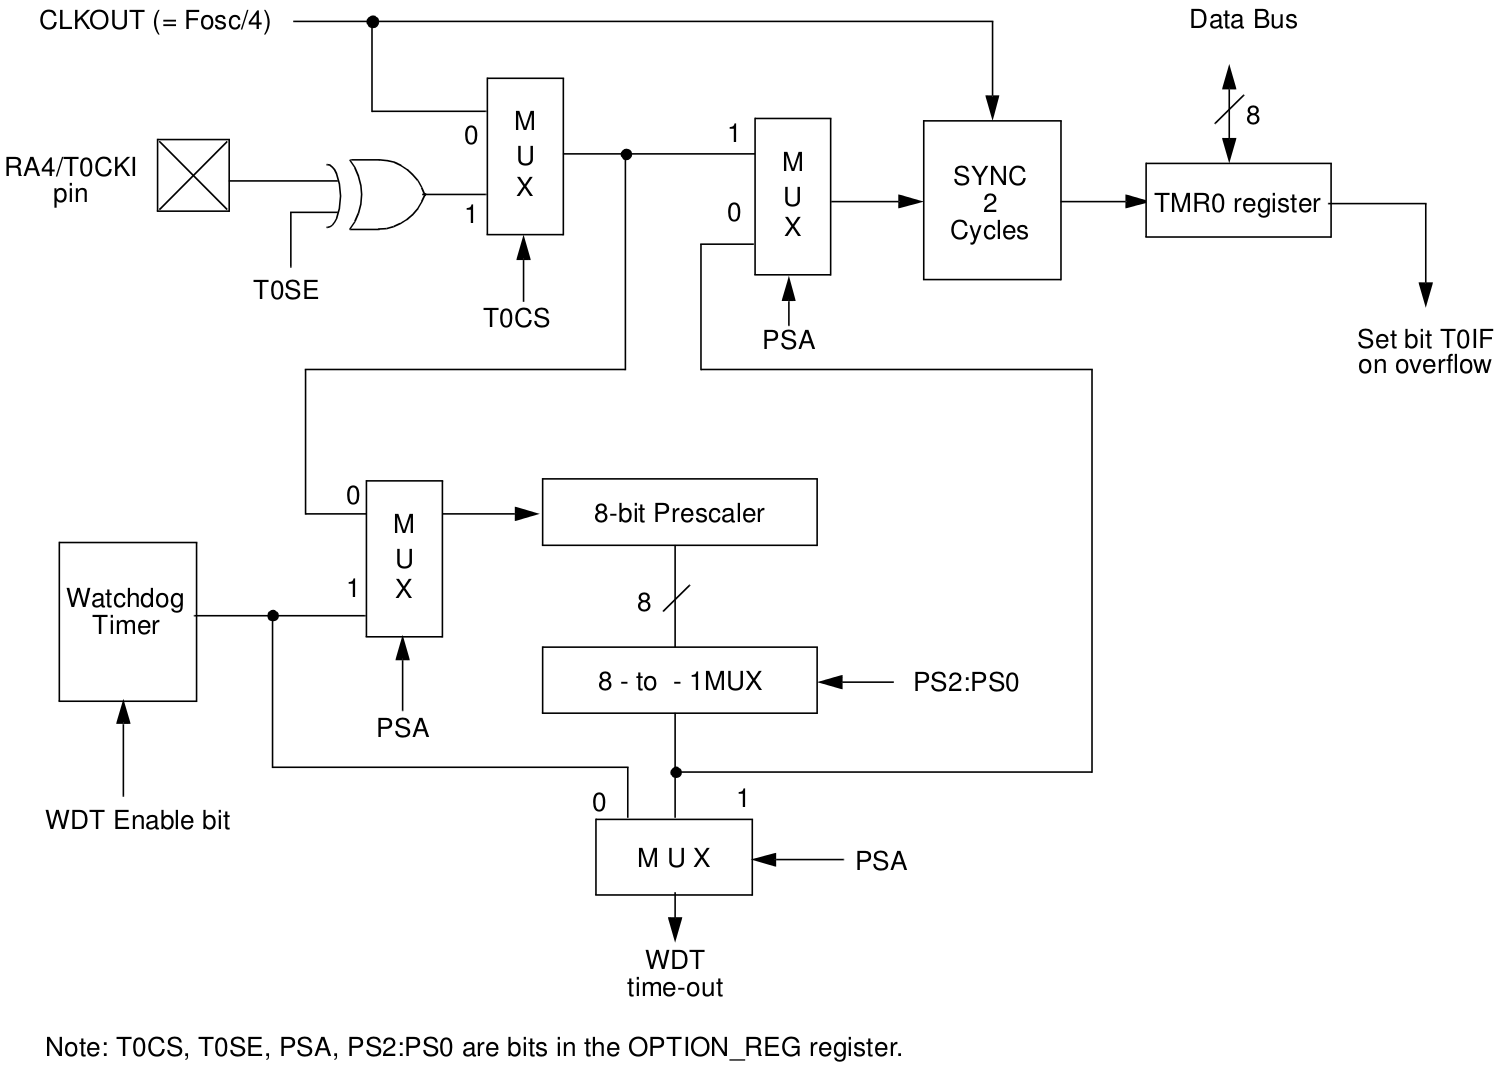 CLKOUT (= Fosc/4)
Data Bus
8
M
U
X
0
1
RA4/T0CKI
pin
T0SE
T0CS
1
0
M
U
X
PSA
SYNC
2
Cycles
TMR0 register
Set bit T0IF
on overflow
0
1
M
U
X
PSA
8-bit Prescaler
8
8 - to - 1MUX
PS2:PS0
Watchdog
Timer
WDT Enable bit
0
1
M U X
PSA
WDT
time-out
Note: T0CS, T0SE, PSA, PS2:PS0 are bits in the OPTION_REG register.